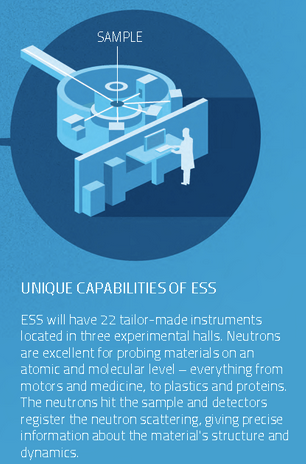 SAMPLE
UNIQUE CAPABILITIES OF ESS
ESS will have 22 tailor-made instruments
located in three experimental halls. Neutrons
are excellent for probing materials on an
atomic and molecular level – everything from
motors and medicine, to plastics and proteins.
The neutrons hit the sample and detectors
register the neutron scattering, giving precise
information about the material's structure and
dynamics.